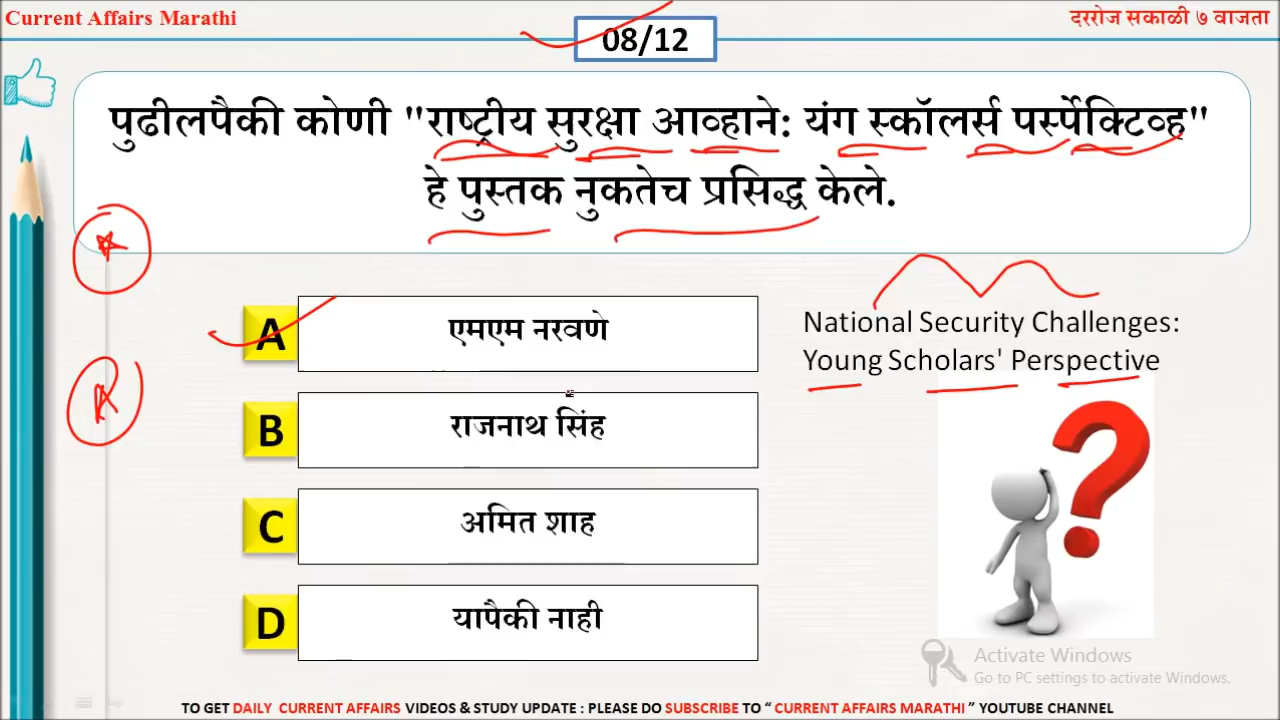 Current Affairs Marathi
दररोज सकाळी ७ वाजता
08/12
पुढीलपैकी कोणी "राष्ट्रीय सुरक्षा आव्हाने: यंग स्कॉलर्स पर्स्पेक्टिव्ह"
हे पुस्तक नुकतेच प्रसिद्ध केले.
A एमएम नरवणे
B राजनाथ सिंह
C अमित शाह
D यापैकी नाही
National Security Challenges:
Young Scholars' Perspective
Activate Windows
Go to PC settings to activate Windows.
TO GET DAILY CURRENT AFFAIRS VIDEOS & STUDY UPDATE : PLEASE DO SUBSCRIBE TO “ CURRENT AFFAIRS MARATHI ” YOUTUBE CHANNEL